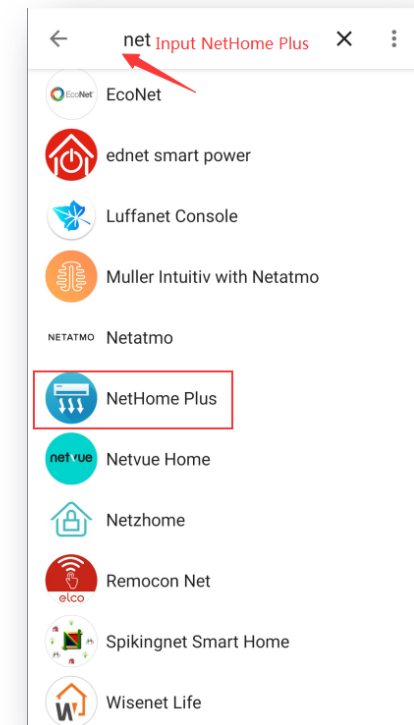 net Input NetHome Plus
EcoNet EcoNet
ednet smart power
Luffanet Console
Muller Intuitiv with Netatmo
NETATMO Netatmo
NetHome Plus
netvue Netvue Home
Netzhome
elco Remocon Net
Spikingnet Smart Home
W Wisenet Life